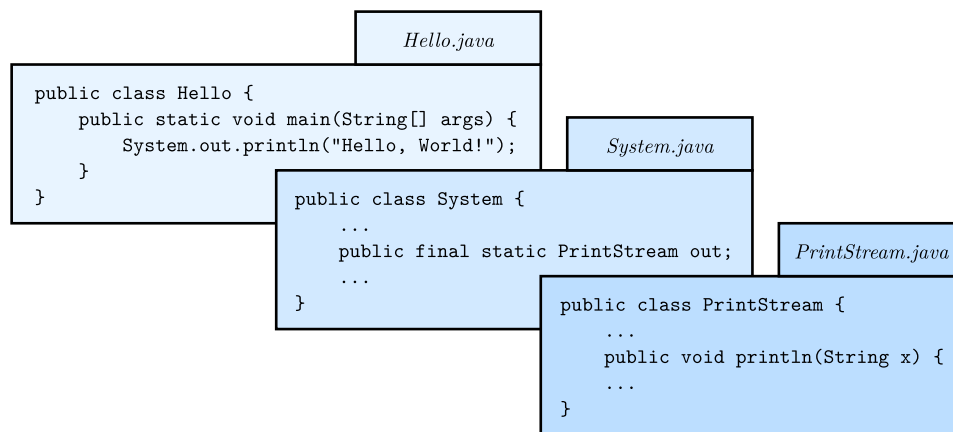 Hello.java
public class Hello {
    public static void main(String[] args) {
        System.out.println("Hello, World!");
    }
}
System.java
public class System {
    ...
    public final static PrintStream out;
    ...
}
PrintStream.java
public class PrintStream {
    ...
    public void println(String x) {
    ...
}